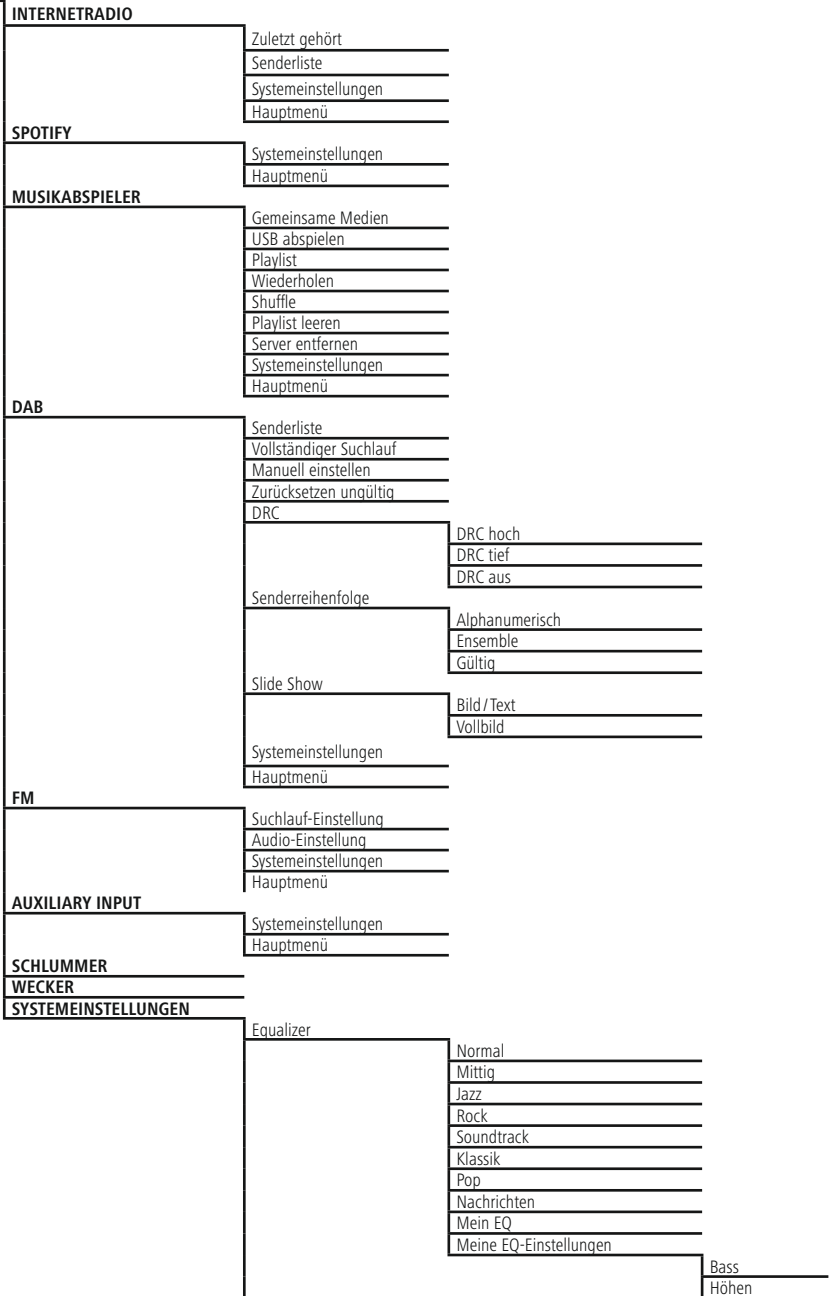 INTERNETRADIO
Zuletzt gehört
Senderliste
Systemeinstellungen
Hauptmenü
SPOTIFY
Systemeinstellungen
Hauptmenü
MUSIKABSPIELER
Gemeinsame Medien
USB abspielen
Playlist
Wiederholen
Shuffle
Playlist leeren
Server entfernen
Systemeinstellungen
Hauptmenü
DAB
Senderliste
Vollständiger Suchlauf
Manuell einstellen
Zurücksetzen ungültig
DRC
DRC hoch
DRC tief
DRC aus
Senderreihenfolge
Alphanumerisch
Ensemble
Gültig
Slide Show
Bild / Text
Vollbild
Systemeinstellungen
Hauptmenü
FM
Suchlauf-Einstellung
Audio-Einstellung
Systemeinstellungen
Hauptmenü
AUXILIARY INPUT
Systemeinstellungen
Hauptmenü
SCHLUMMER
WECKER
SYSTEMEINSTELLUNGEN
Equalizer
Normal
Mittig
Jazz
Rock
Soundtrack
Klassik
Pop
Nachrichten
Mein EQ
Meine EQ-Einstellungen
Bass
Höhen